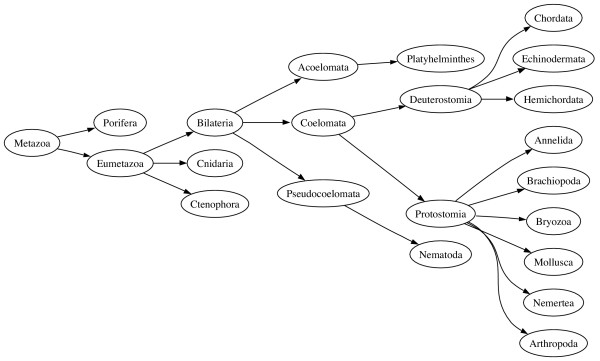 Metazoa
Porifera
Eumetazoa
Bilateria
Cnidaria
Ctenophora
Acoelomata
Coelomata
Pseudocoelomata
Platyhelminthes
Deuterostomia
Protostomia
Nematoda
Chordata
Echinodermata
Hemichordata
Annelida
Brachiopoda
Bryozoa
Mollusca
Nemertea
Arthropoda